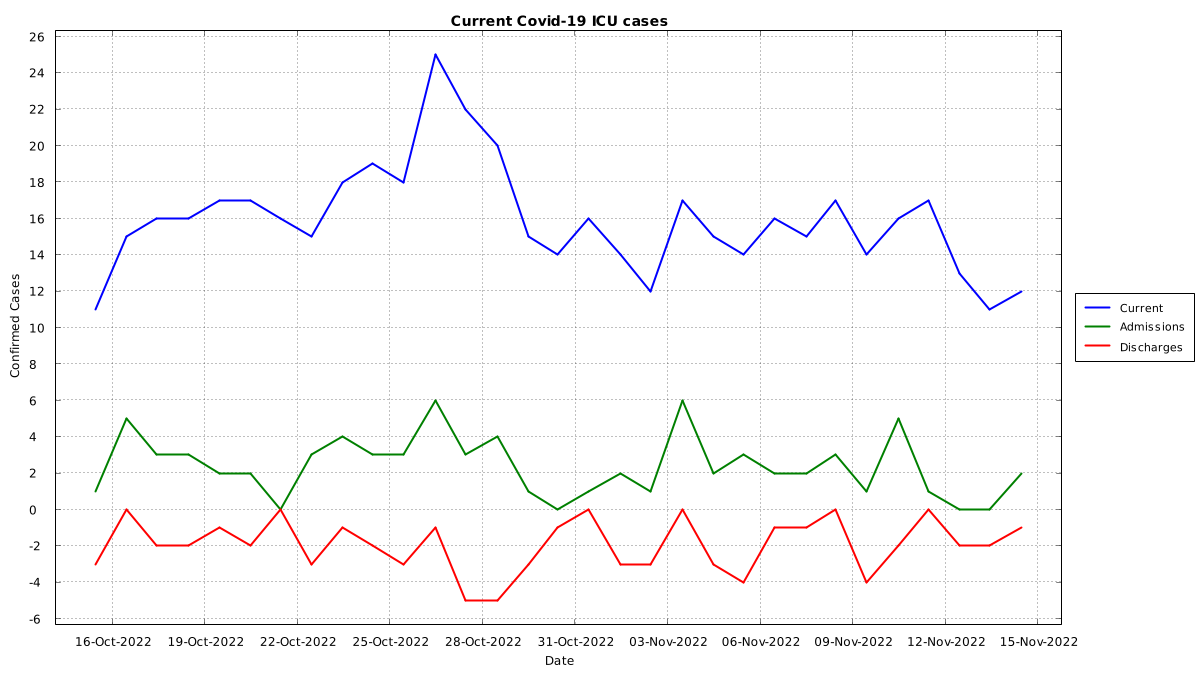 Current Covid-19 ICU cases
26
24
22
20
18
16
14
12
10
8
6
4
2
0
-2
-4
-6
Confirmed Cases
16-Oct-2022 19-Oct-2022 22-Oct-2022 25-Oct-2022 28-Oct-2022 31-Oct-2022 03-Nov-2022 06-Nov-2022 09-Nov-2022 12-Nov-2022 15-Nov-2022
Date
Current
Admissions
Discharges